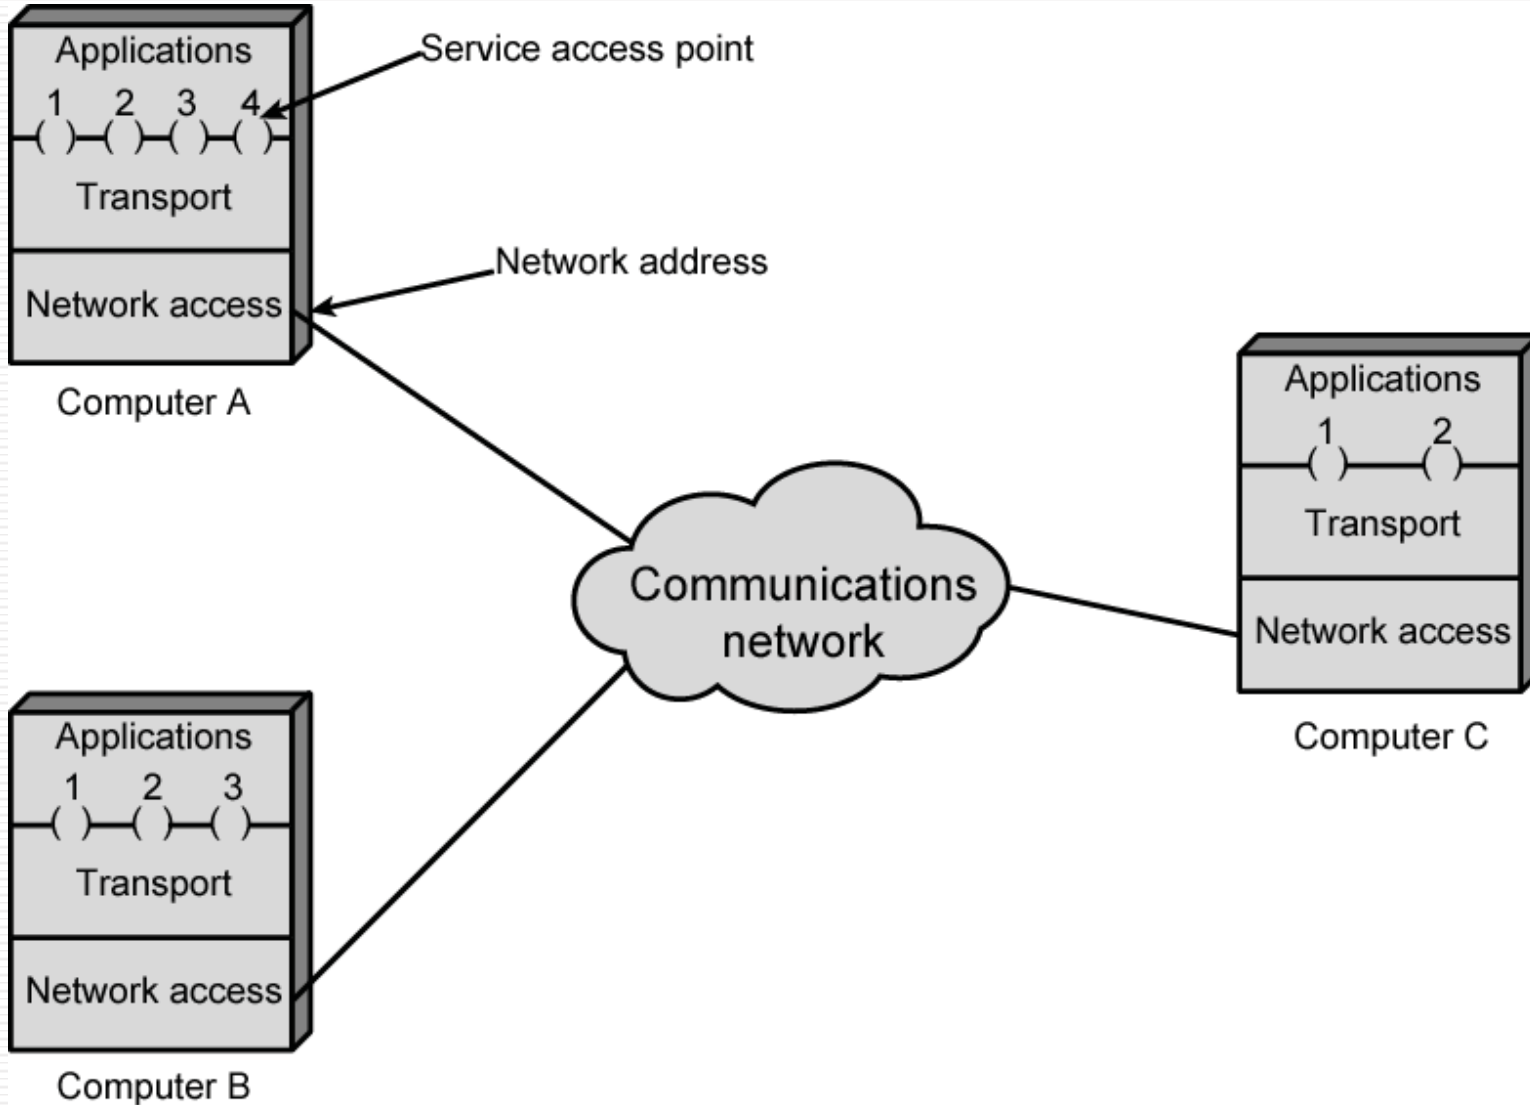 Applications
1 2 3 4
Transport
Network access
Computer A
Service access point
Network address
Communications
network
Applications
1 2
Transport
Network access
Computer C
Applications
1 2 3
Transport
Network access
Computer B